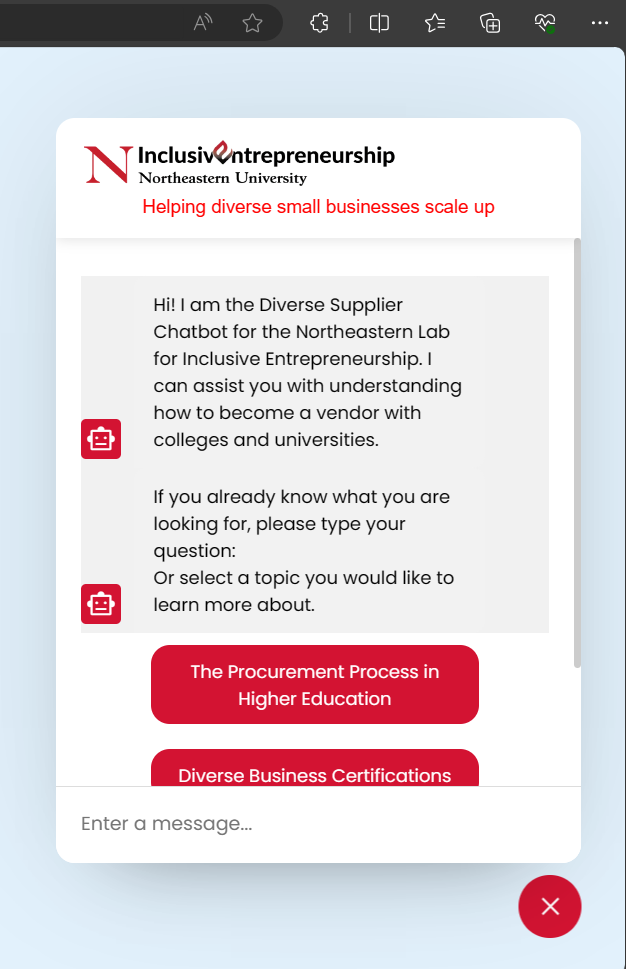 InclusivEntrepreneurship
Northeastern University
Helping diverse small businesses scale up
Hi! I am the Diverse Supplier
Chatbot for the Northeastern Lab
for Inclusive Entrepreneurship. I
can assist you with understanding
how to become a vendor with
colleges and universities.
If you already know what you are
looking for, please type your
question:
Or select a topic you would like to
learn more about.
The Procurement Process in
Higher Education
Diverse Business Certifications
Enter a message...